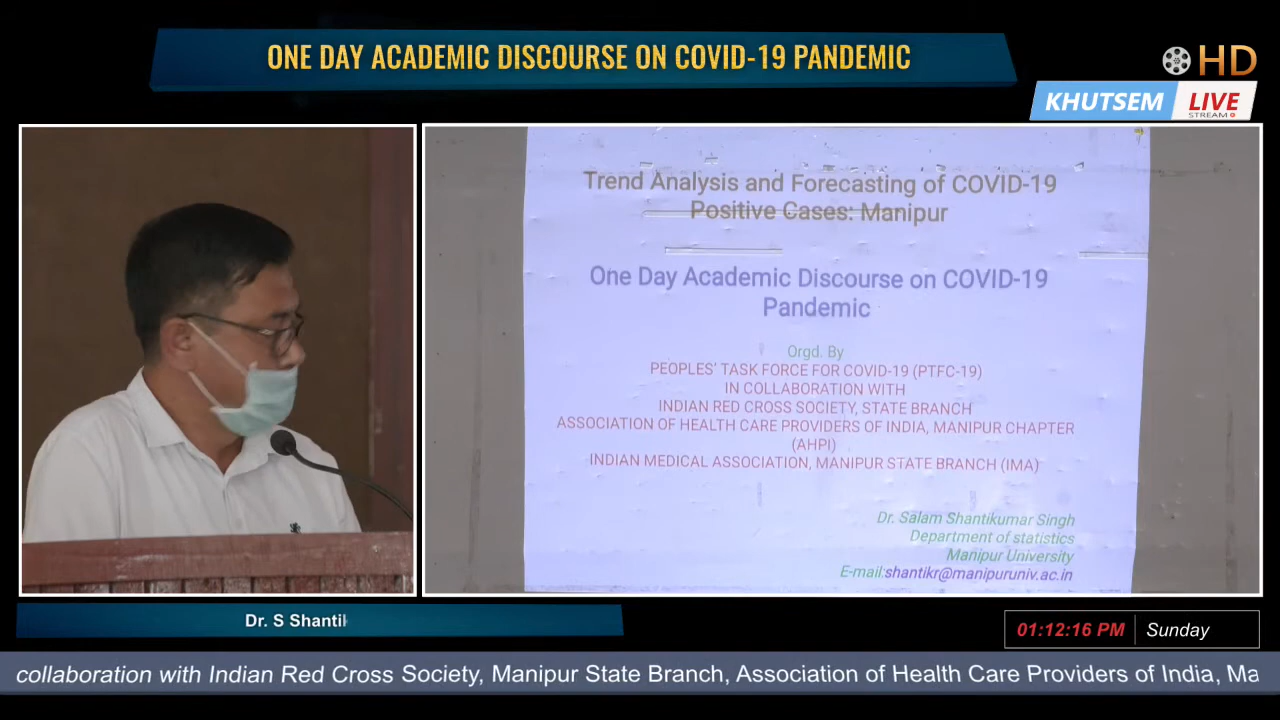 ONE DAY ACADEMIC DISCOURSE ON COVID-19 PANDEMIC
HD
KHUTSEM LIVE
STREAM
Trend Analysis and Forecasting of COVID-19
Positive Cases: Manipur
One Day Academic Discourse on COVID-19
Pandemic
Orgd. By
PEOPLES' TASK FORCE FOR COVID-19 (PTFC-19)
IN COLLABORATION WITH
INDIAN RED CROSS SOCIETY, STATE BRANCH
ASSOCIATION OF HEALTH CARE PROVIDERS OF INDIA, MANIPUR CHAPTER
(AHPI)
INDIAN MEDICAL ASSOCIATION, MANIPUR STATE BRANCH (IMA)
Dr. Salam Shantikumar Singh
Department of statistics
Manipur University
E-mail:shantikr@manipuruniv.ac.in
Dr. S Shanti
01:12:16 PM Sunday
collaboration with Indian Red Cross Society, Manipur State Branch, Association of Health Care Providers of India, Ma